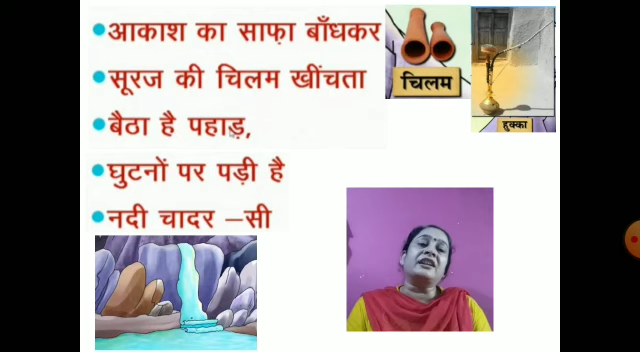 आकाश का साफ़ा बाँधकर
सूरज की चिलम खींचता
बैठा है पहाड़,
घुटनों पर पड़ी है
नदी चादर –सी
चिलम
हुक्का